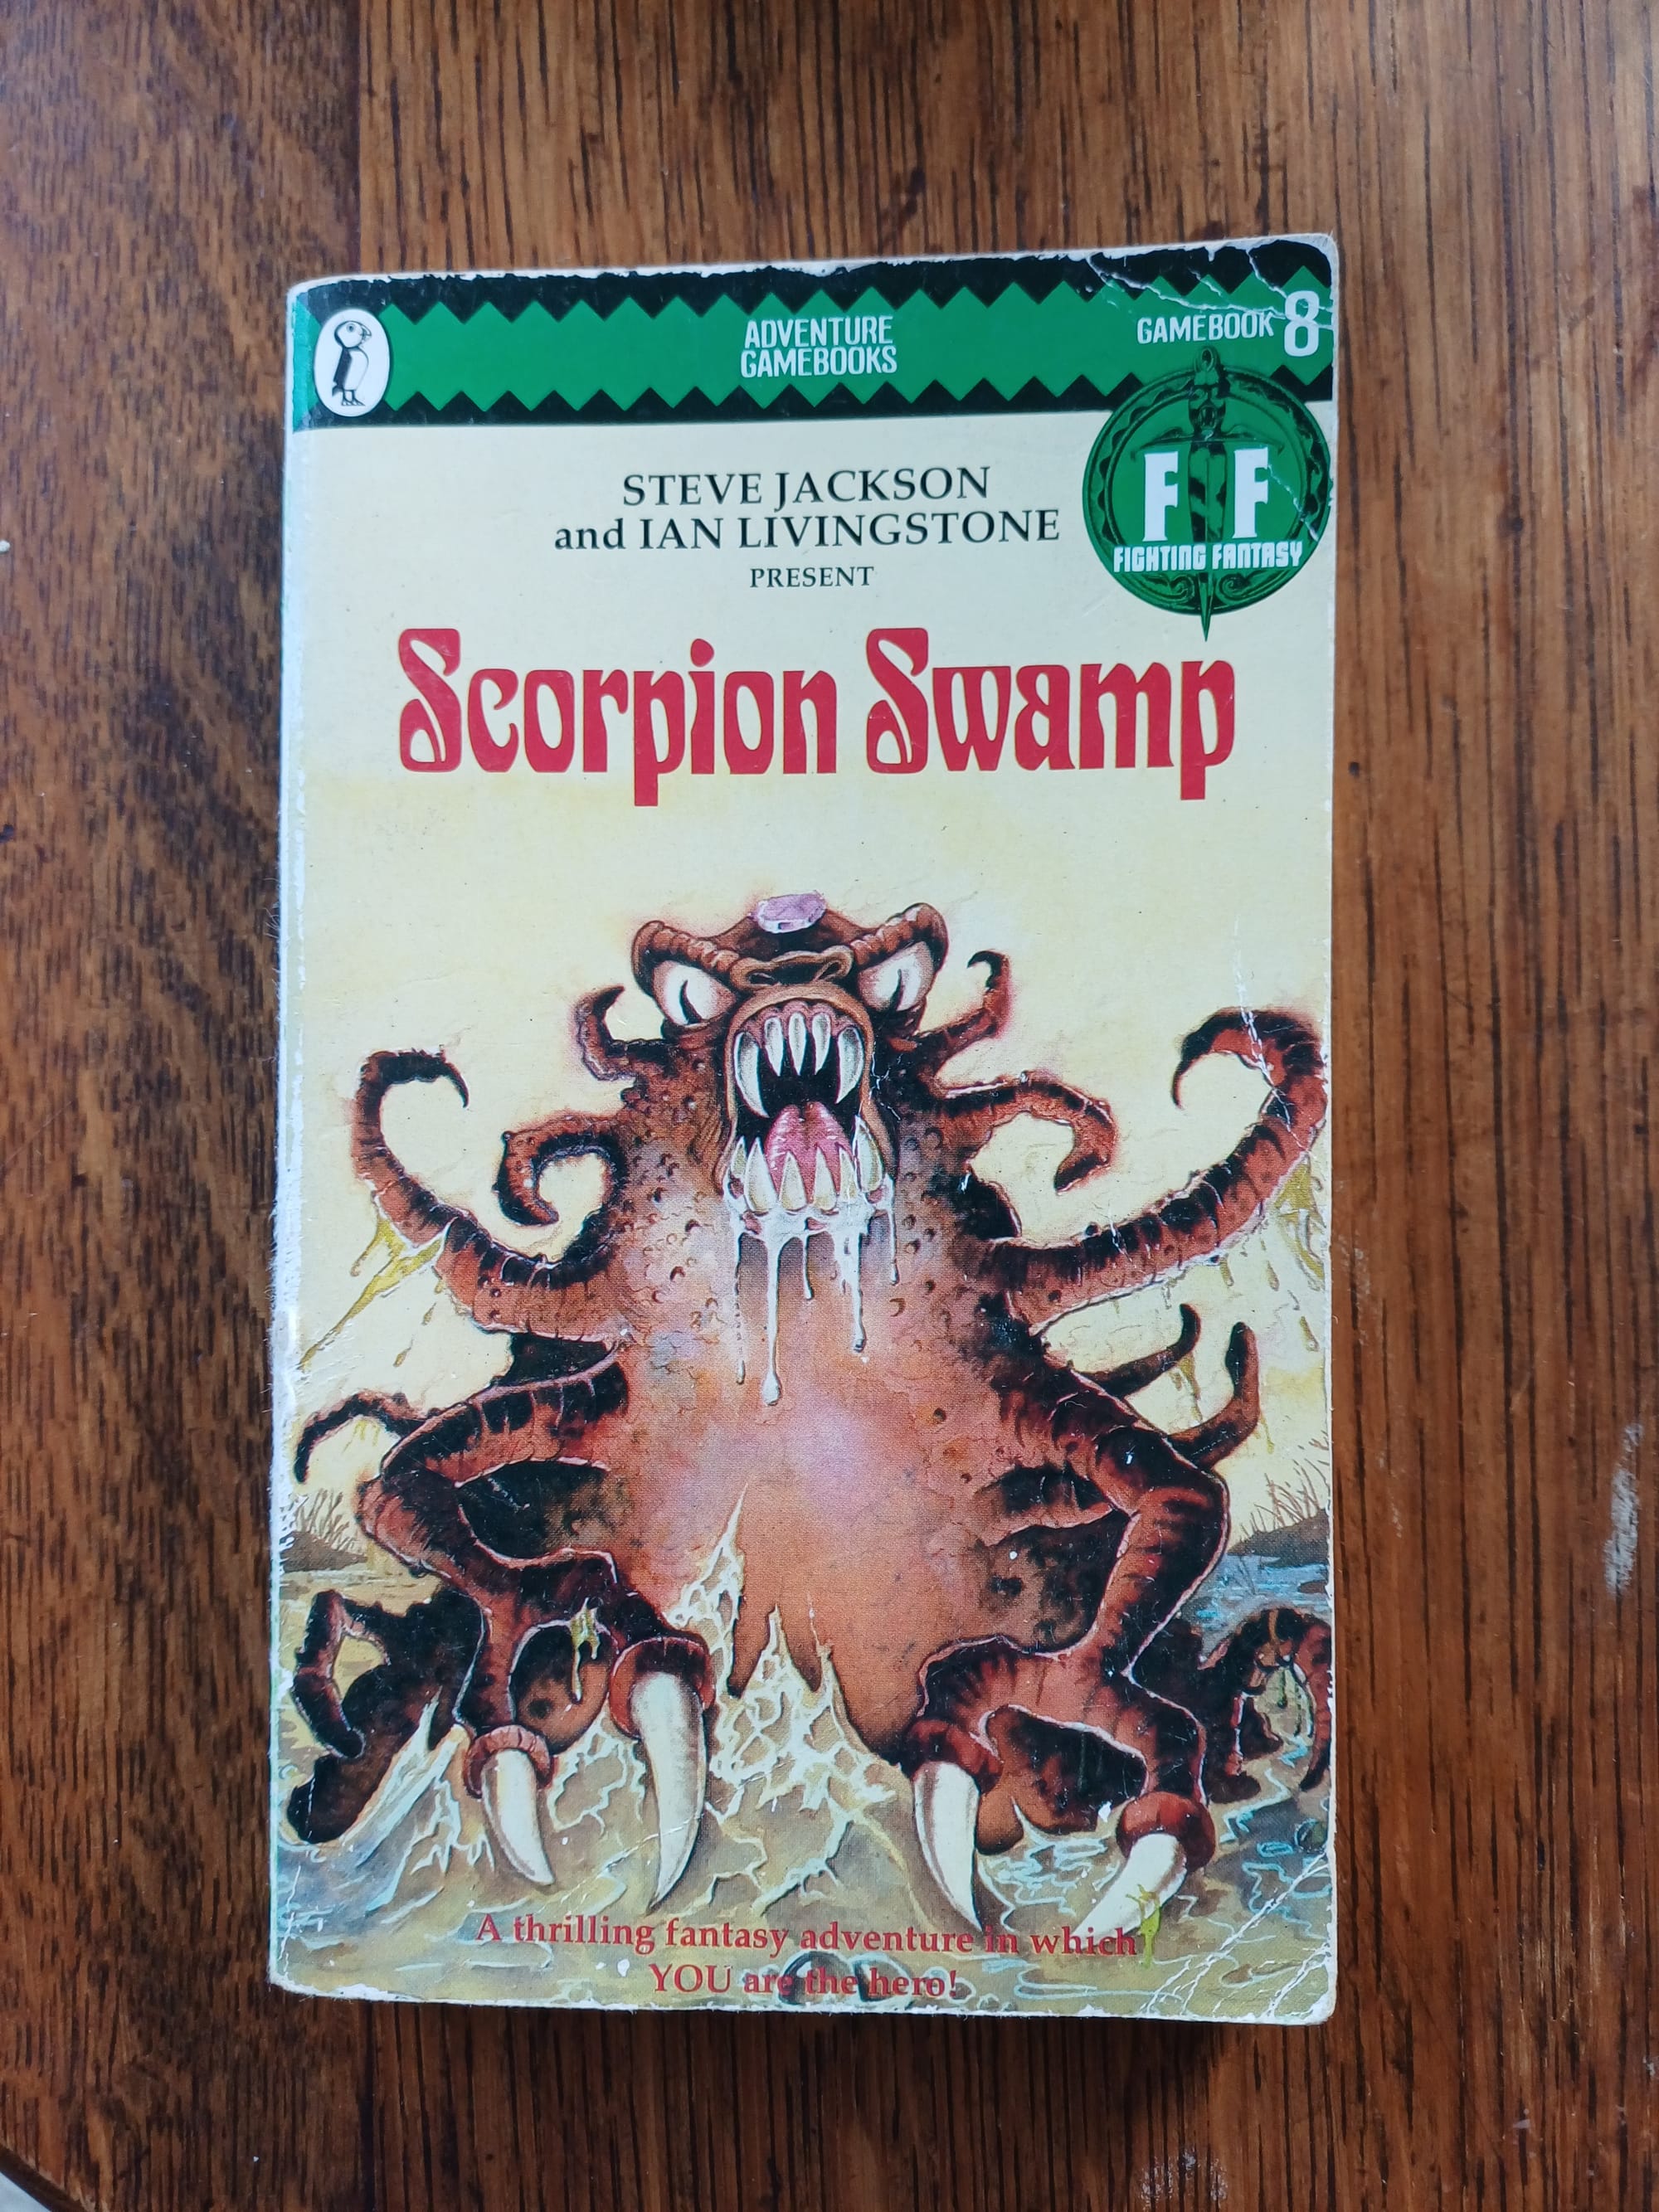 ADVENTURE
GAMEBOOKS
GAMEBOOK 8
FF
FIGHTING FANTASY
STEVE JACKSON
and IAN LIVINGSTONE
PRESENT
Scorpion Swamp
A thrilling fantasy adventure in which
YOU are the hero!